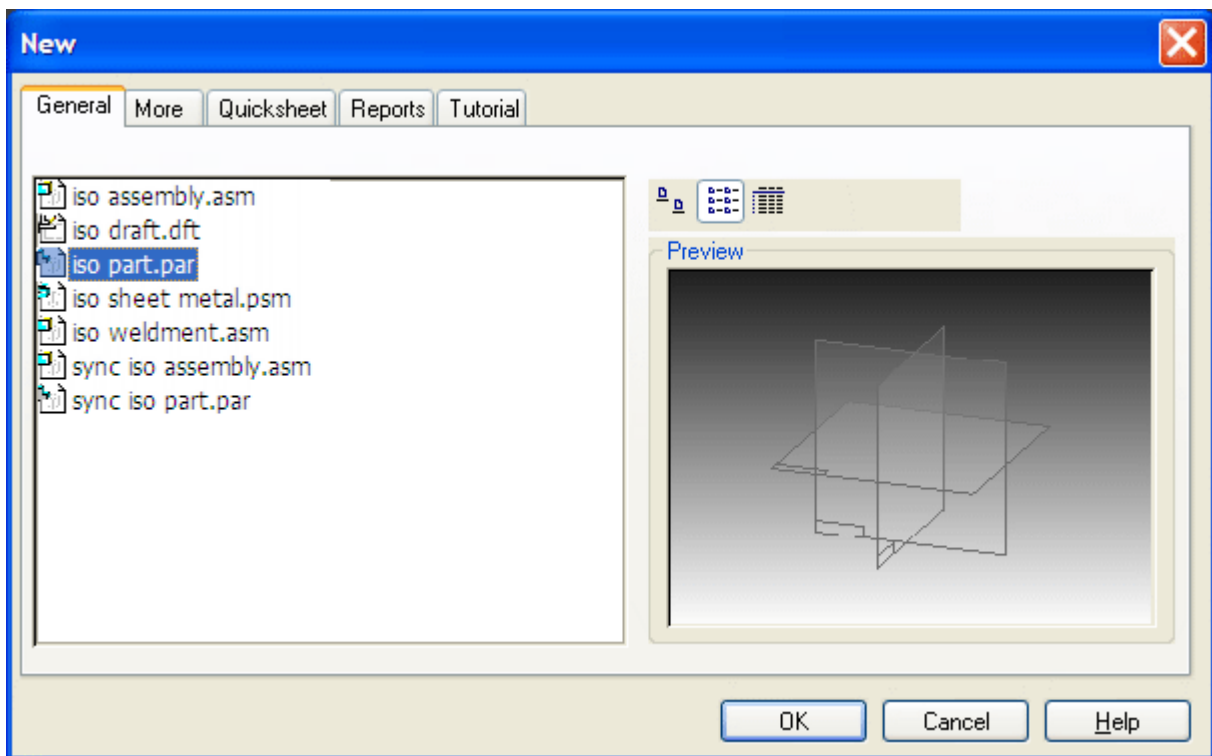 New
General More Quicksheet Reports Tutorial
iso assembly.asm
iso draft.dft
iso part.par
iso sheet metal.psm
iso weldment.asm
sync iso assembly.asm
sync iso part.par
Preview
OK Cancel Help